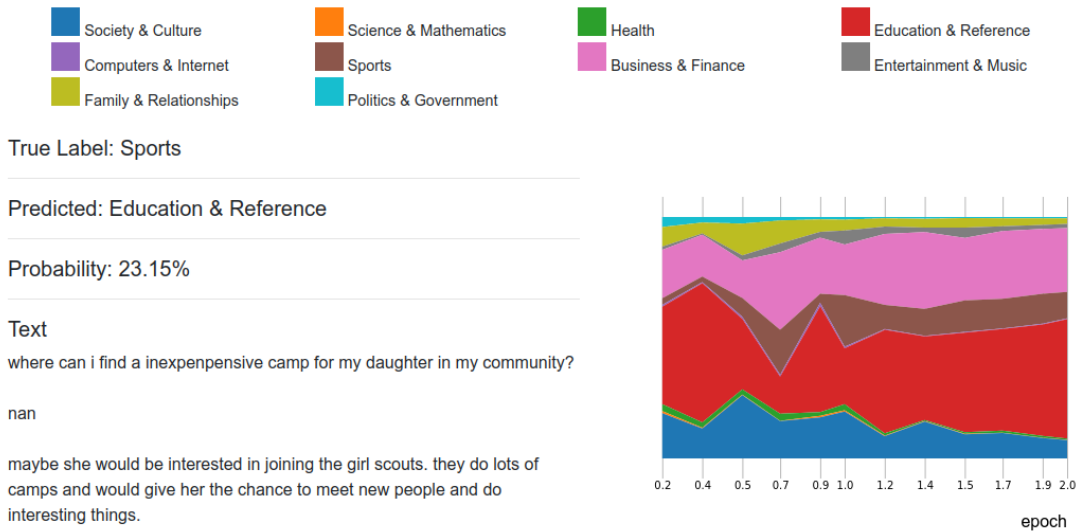 Society & Culture
Science & Mathematics
Health
Education & Reference
Computers & Internet
Sports
Business & Finance
Entertainment & Music
Family & Relationships
Politics & Government
True Label: Sports
Predicted: Education & Reference
Probability: 23.15%
Text
where can i find a inexpenpensive camp for my daughter in my community?
nan
maybe she would be interested in joining the girl scouts. they do lots of
camps and would give her the chance to meet new people and do
interesting things.
0.2 0.4 0.5 0.7 0.9 1.0 1.2 1.4 1.5 1.7 1.9 2.0
epoch